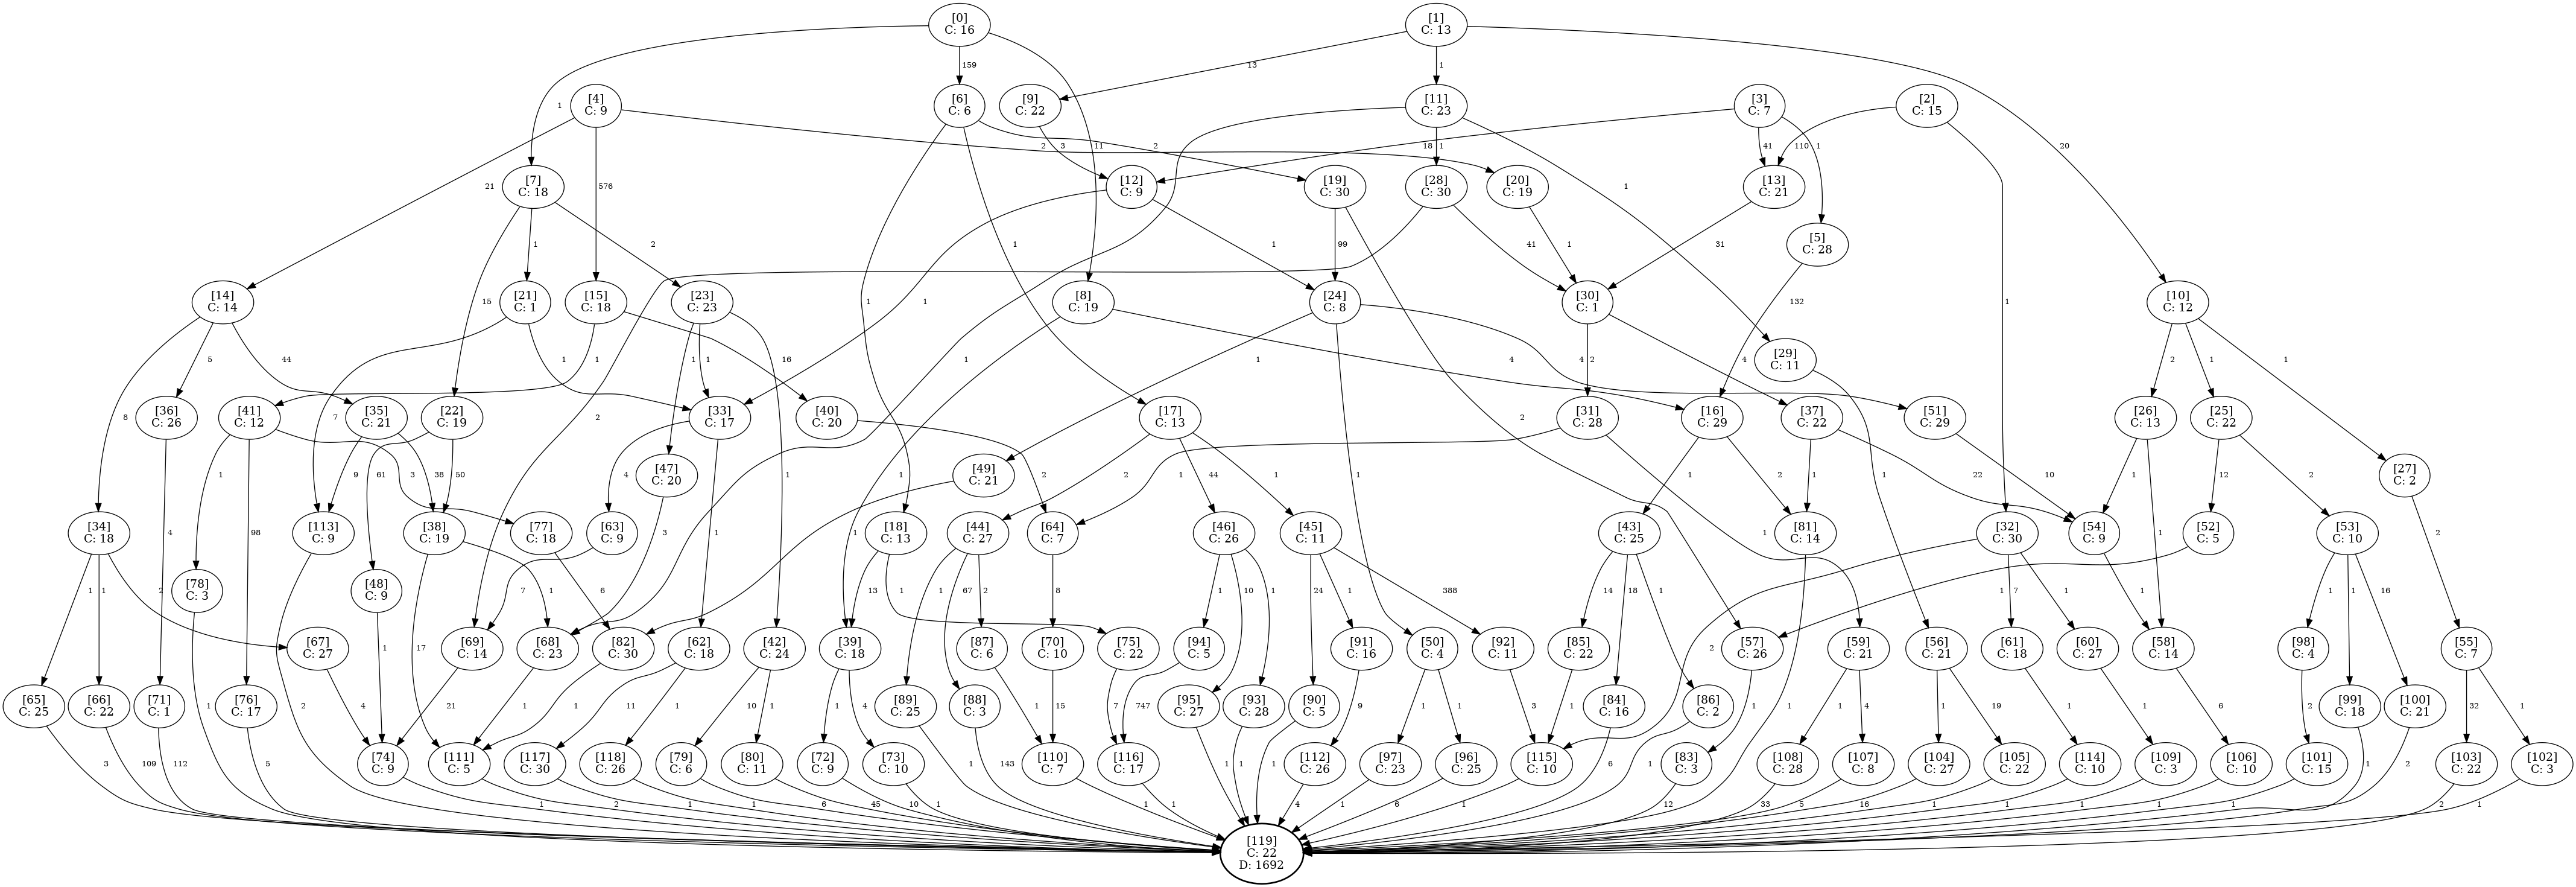 [0]
C: 16
[1]
C: 13
159
13
1
[4]
C: 9
[6]
C: 6
[9]
C: 22
[11]
C: 23
[3]
C: 7
[2]
C: 15
1
2
11
2
3
1
18
41
110
1
20
[7]
C: 18
[12]
C: 9
[19]
C: 30
[28]
C: 30
[20]
C: 19
[13]
C: 21
21
576
1
1
[5]
C: 28
15
1
2
1
1
99
41
1
31
[14]
C: 14
[21]
C: 1
[15]
C: 18
[23]
C: 23
1
1
[8]
C: 19
[24]
C: 8
[30]
C: 1
132
1
[10]
C: 12
8
5
44
7
1
1
16
1
1
1
1
4
1
4
2
4
[29]
C: 11
2
1
1
[36]
C: 26
[41]
C: 12
[35]
C: 21
[22]
C: 19
[33]
C: 17
[40]
C: 20
2
[17]
C: 13
2
[31]
C: 28
[16]
C: 29
[37]
C: 22
[51]
C: 29
[26]
C: 13
[25]
C: 22
1
98
3
9
38
61
50
[47]
C: 20
4
1
2
[49]
C: 21
1
2
44
1
1
1
1
1
2
1
22
10
1
1
12
2
[27]
C: 2
[34]
C: 18
4
[113]
C: 9
[38]
C: 19
[77]
C: 18
[63]
C: 9
3
1
[18]
C: 13
[44]
C: 27
[64]
C: 7
[46]
C: 26
[45]
C: 11
[43]
C: 25
[81]
C: 14
[32]
C: 30
[54]
C: 9
[52]
C: 5
[53]
C: 10
2
1
1
2
[78]
C: 3
[48]
C: 9
1
17
1
6
7
1
13
1
1
67
2
8
1
10
1
24
1
388
14
18
1
1
2
7
1
1
1
1
16
[67]
C: 27
[69]
C: 14
[68]
C: 23
[82]
C: 30
[62]
C: 18
[42]
C: 24
[39]
C: 18
[87]
C: 6
[70]
C: 10
[75]
C: 22
[94]
C: 5
[91]
C: 16
[50]
C: 4
[92]
C: 11
[85]
C: 22
[57]
C: 26
[59]
C: 21
[56]
C: 21
[61]
C: 18
[60]
C: 27
[58]
C: 14
[98]
C: 4
[55]
C: 7
[65]
C: 25
[66]
C: 22
[71]
C: 1
[76]
C: 17
1
4
21
1
1
11
1
10
1
1
4
[89]
C: 25
[88]
C: 3
1
15
7
747
[95]
C: 27
[93]
C: 28
[90]
C: 5
9
1
1
3
1
[84]
C: 16
[86]
C: 2
1
1
4
1
19
1
1
6
2
[99]
C: 18
[100]
C: 21
32
1
3
109
112
5
2
[74]
C: 9
[111]
C: 5
[117]
C: 30
[118]
C: 26
[79]
C: 6
[80]
C: 11
[72]
C: 9
[73]
C: 10
1
143
[110]
C: 7
[116]
C: 17
1
1
1
[112]
C: 26
[97]
C: 23
[96]
C: 25
[115]
C: 10
6
1
[83]
C: 3
[108]
C: 28
[107]
C: 8
[104]
C: 27
[105]
C: 22
[114]
C: 10
[109]
C: 3
[106]
C: 10
[101]
C: 15
1
2
[103]
C: 22
[102]
C: 3
1
2
1
1
6
45
10
1
1
1
4
1
6
1
12
33
5
16
1
1
1
1
1
2
1
[119]
C: 22
D: 1692